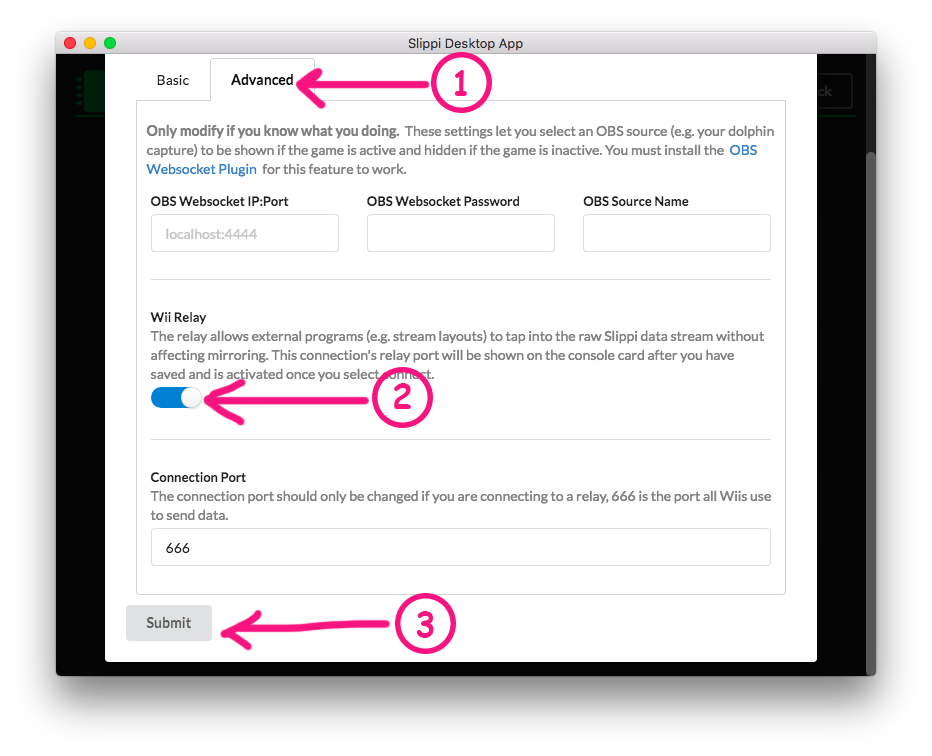 Slippi Desktop App
ck
Basic
Advanced
1
Only modify if you know what you doing. These settings let you select an OBS source (e.g. your dolphin
capture) to be shown if the game is active and hidden if the game is inactive. You must install the OBS
Websocket Plugin for this feature to work.
OBS Websocket IP:Port
OBS Websocket Password
OBS Source Name
localhost:4444
Wii Relay
The relay allows external programs (e.g. stream layouts) to tap into the raw Slippi data stream without
affecting mirroring. This connection's relay port will be shown on the console card after you have
saved and is activated once you select connect.
2
Connection Port
The connection port should only be changed if you are connecting to a relay, 666 is the port all Wiis use
to send data.
666
Submit
3